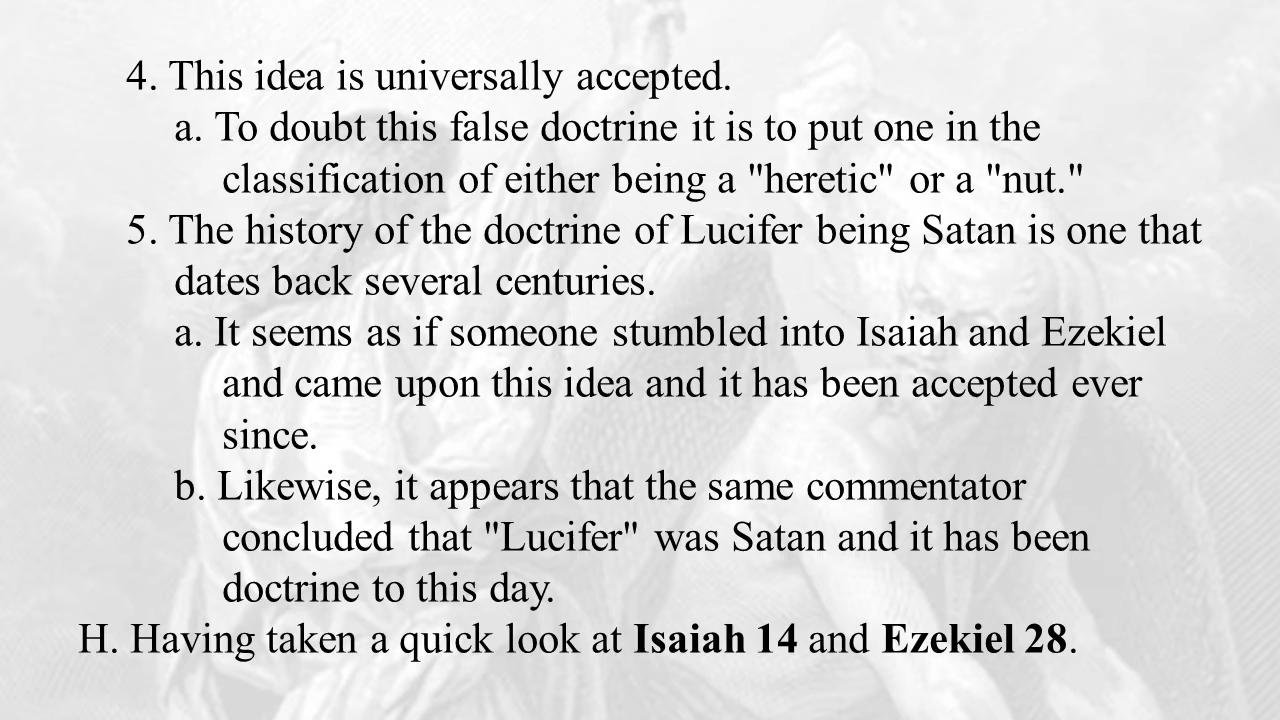 4. This idea is universally accepted.
a. To doubt this false doctrine it is to put one in the
classification of either being a "heretic" or a "nut."
5. The history of the doctrine of Lucifer being Satan is one that
dates back several centuries.
a. It seems as if someone stumbled into Isaiah and Ezekiel
and came upon this idea and it has been accepted ever
since.
b. Likewise, it appears that the same commentator
concluded that "Lucifer" was Satan and it has been
doctrine to this day.
H. Having taken a quick look at Isaiah 14 and Ezekiel 28.